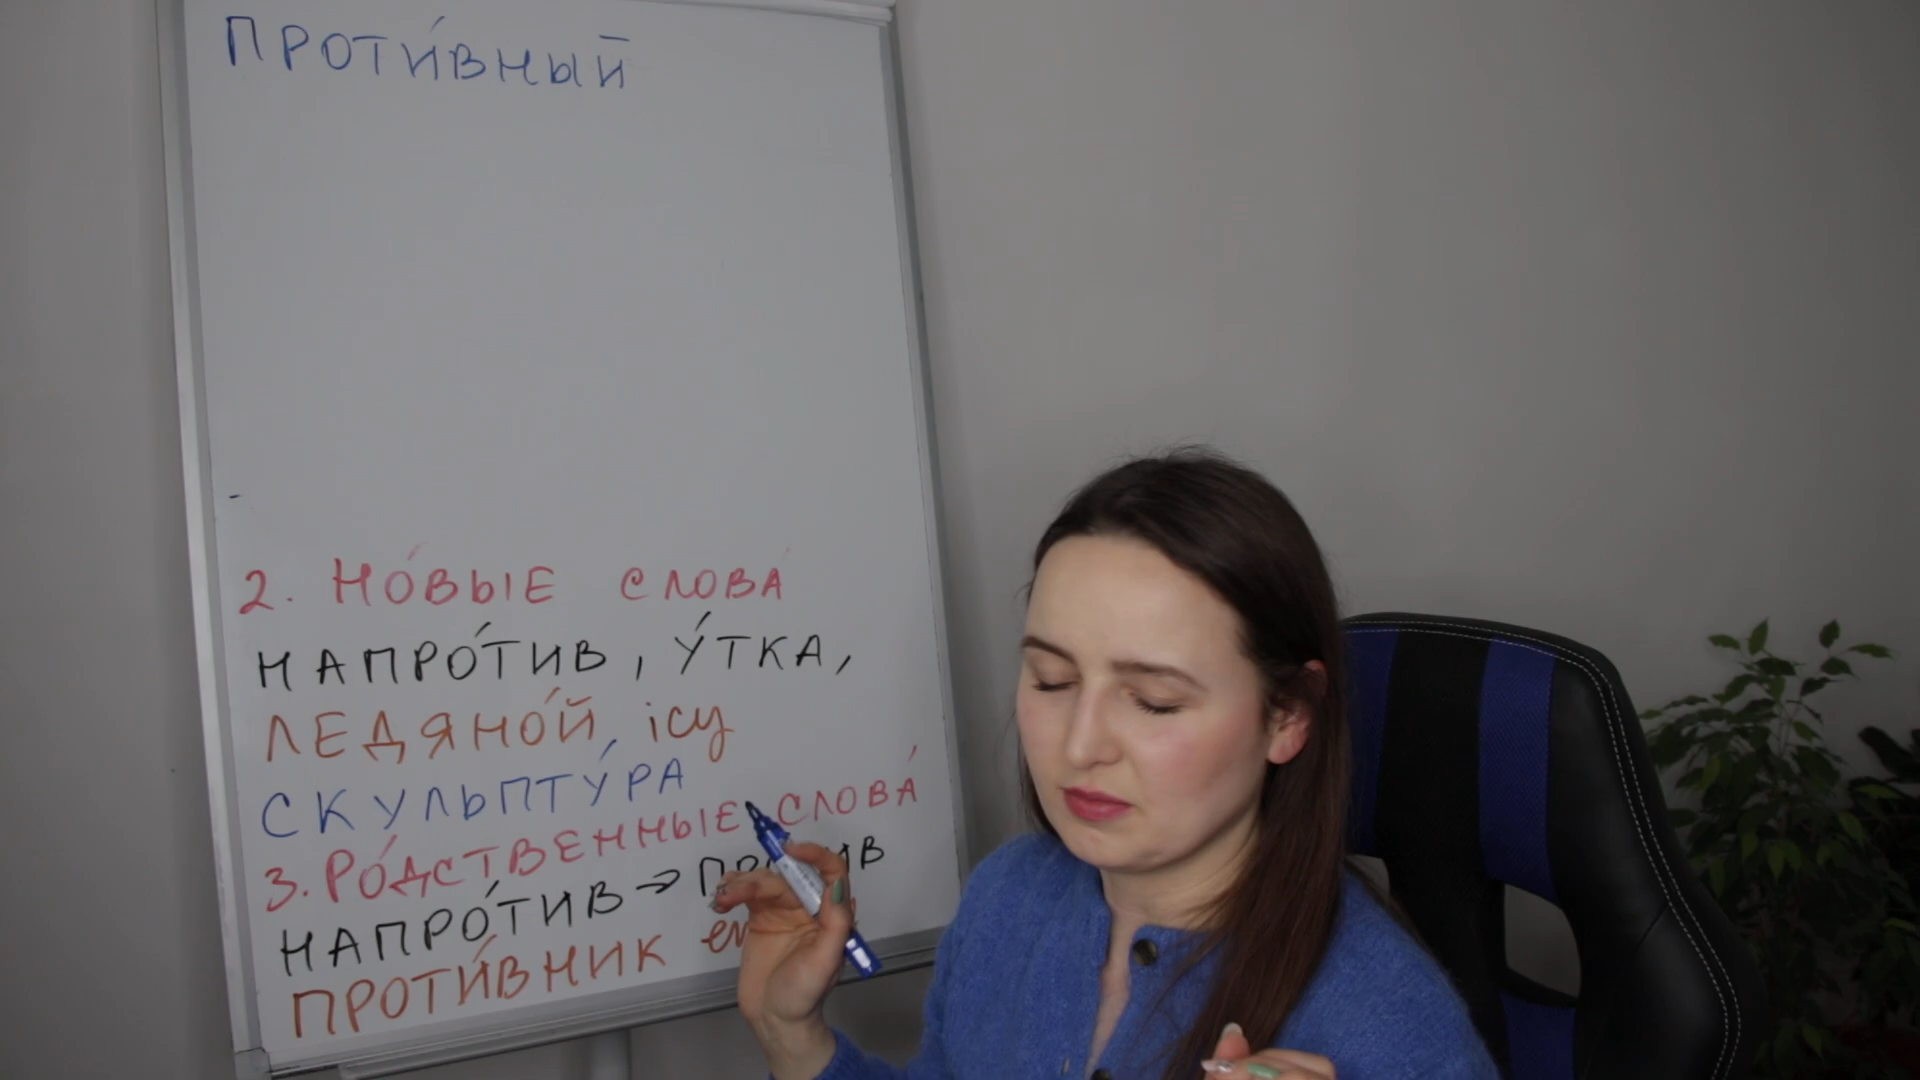 ПРОТИ́ВНЫЙ
2. НО́ВЫЕ СЛОВА́
НАПРО́ТИВ, У́ТКА,
ЛЕДЯНО́Й, icy
СКУЛЬПТУ́РА
3. РО́ДСТВЕННЫЕ СЛОВА́
НАПРО́ТИВ →
ПРОТИ́ВНИК